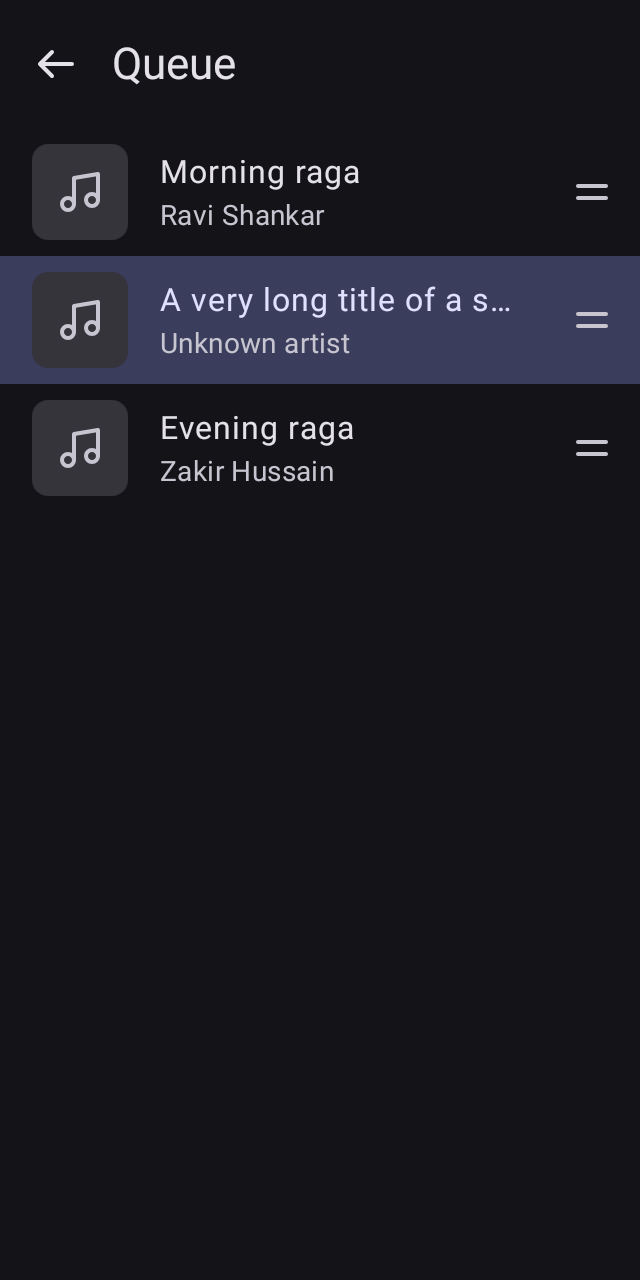 Queue
Morning raga
Ravi Shankar
A very long title of a s…
Unknown artist
Evening raga
Zakir Hussain